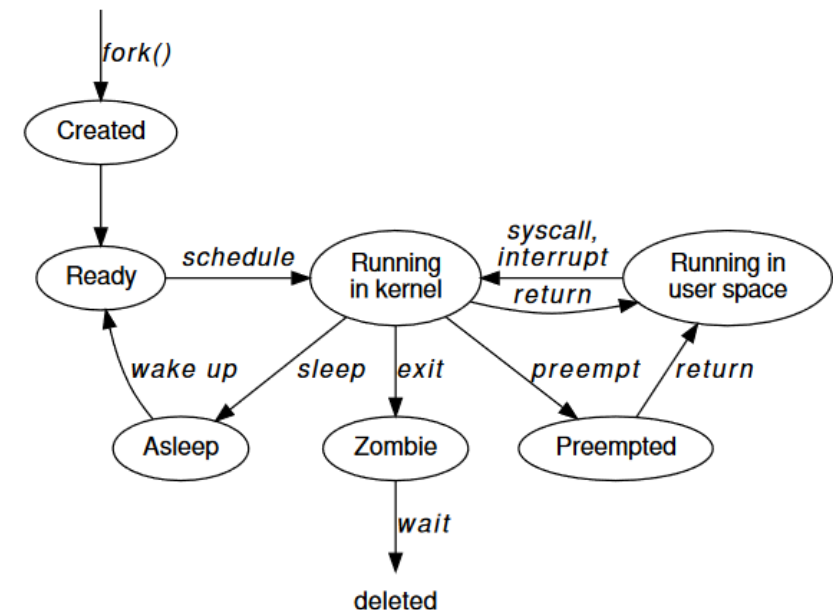 fork()
Created
Ready
schedule
Running
in kernel
syscall,
interrupt
return
Running in
user space
wake up
sleep
exit
preempt
return
Asleep
Zombie
Preempted
wait
deleted